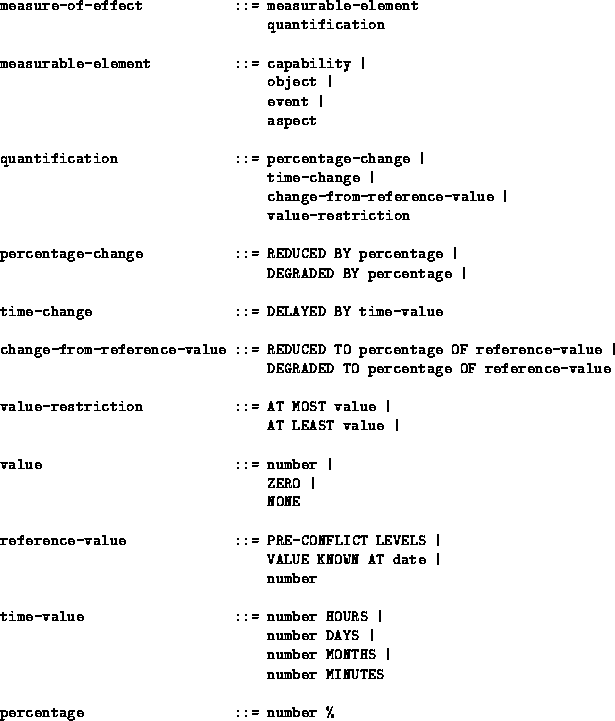 measure-of-effect ::= measurable-element
quantification
measurable-element ::= capability |
object |
event |
aspect
quantification ::= percentage-change |
time-change |
change-from-reference-value |
value-restriction
percentage-change ::= REDUCED BY percentage |
DEGRADED BY percentage |
time-change ::= DELAYED BY time-value
change-from-reference-value ::= REDUCED TO percentage OF reference-value |
DEGRADED TO percentage OF reference-value
value-restriction ::= AT MOST value |
AT LEAST value |
value ::= number |
ZERO |
NONE
reference-value ::= PRE-CONFLICT LEVELS |
VALUE KNOWN AT date |
number
time-value ::= number HOURS |
number DAYS |
number MONTHS |
number MINUTES
percentage ::= number %